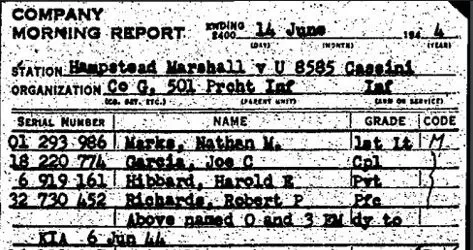 COMPANY
MORNING REPORT ENDING 2400 14 June 194 4
(DAY) (MONTH) (YEAR)
STATION Hampstead Marshall v U 8585 Cassini
ORGANIZATION Co G, 501 Prcht Inf Inf
(CO. BET. ETC.) (PARENT UNIT) (ARM OR SERVICE)
SERIAL NUMBER NAME GRADE CODE
01 293 986 Marks, Nathan M. 1st Lt M
18 220 774 Garcia, Joe C Cpl
6 919 161 Hibbard, Harold E Pvt
32 730 452 Richards, Robert P Pfc
Above named O and 3 EM dy to
KIA 6 Jun 44